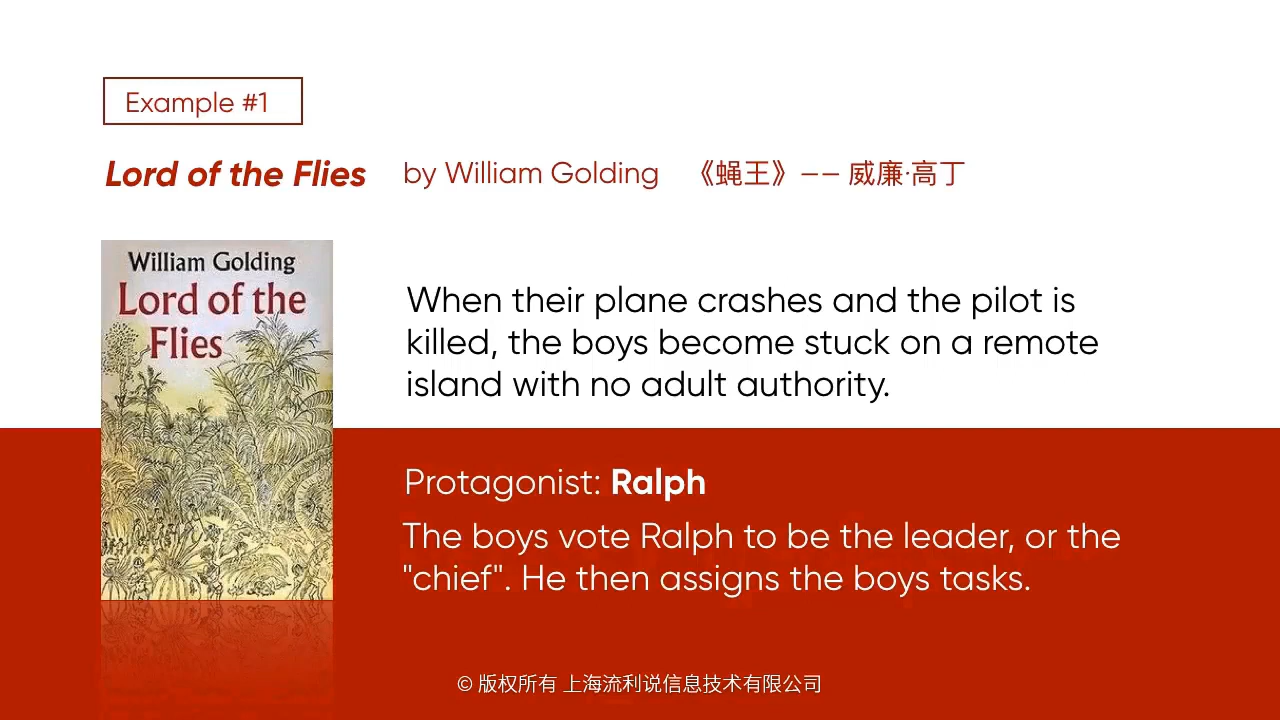 Example #1
Lord of the Flies by William Golding 《蝇王》—— 威廉·高丁
William Golding
Lord of the
Flies
When their plane crashes and the pilot is
killed, the boys become stuck on a remote
island with no adult authority.
Protagonist: Ralph
The boys vote Ralph to be the leader, or the
"chief". He then assigns the boys tasks.
© 版权所有 上海流利说信息技术有限公司